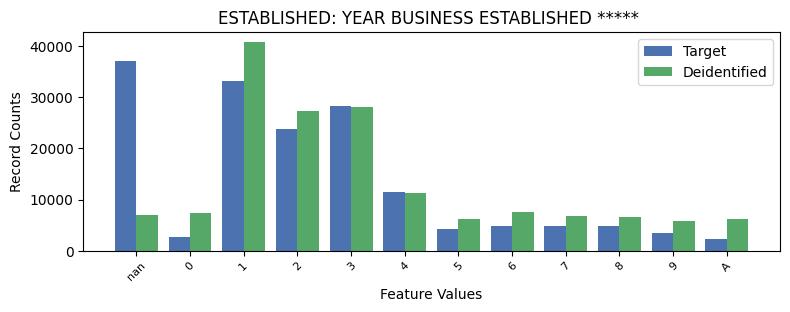 ESTABLISHED: YEAR BUSINESS ESTABLISHED *****
Target
Deidentified
Record Counts
40000
30000
20000
10000
0
nan 0 1 2 3 4 5 6 7 8 9 A
Feature Values